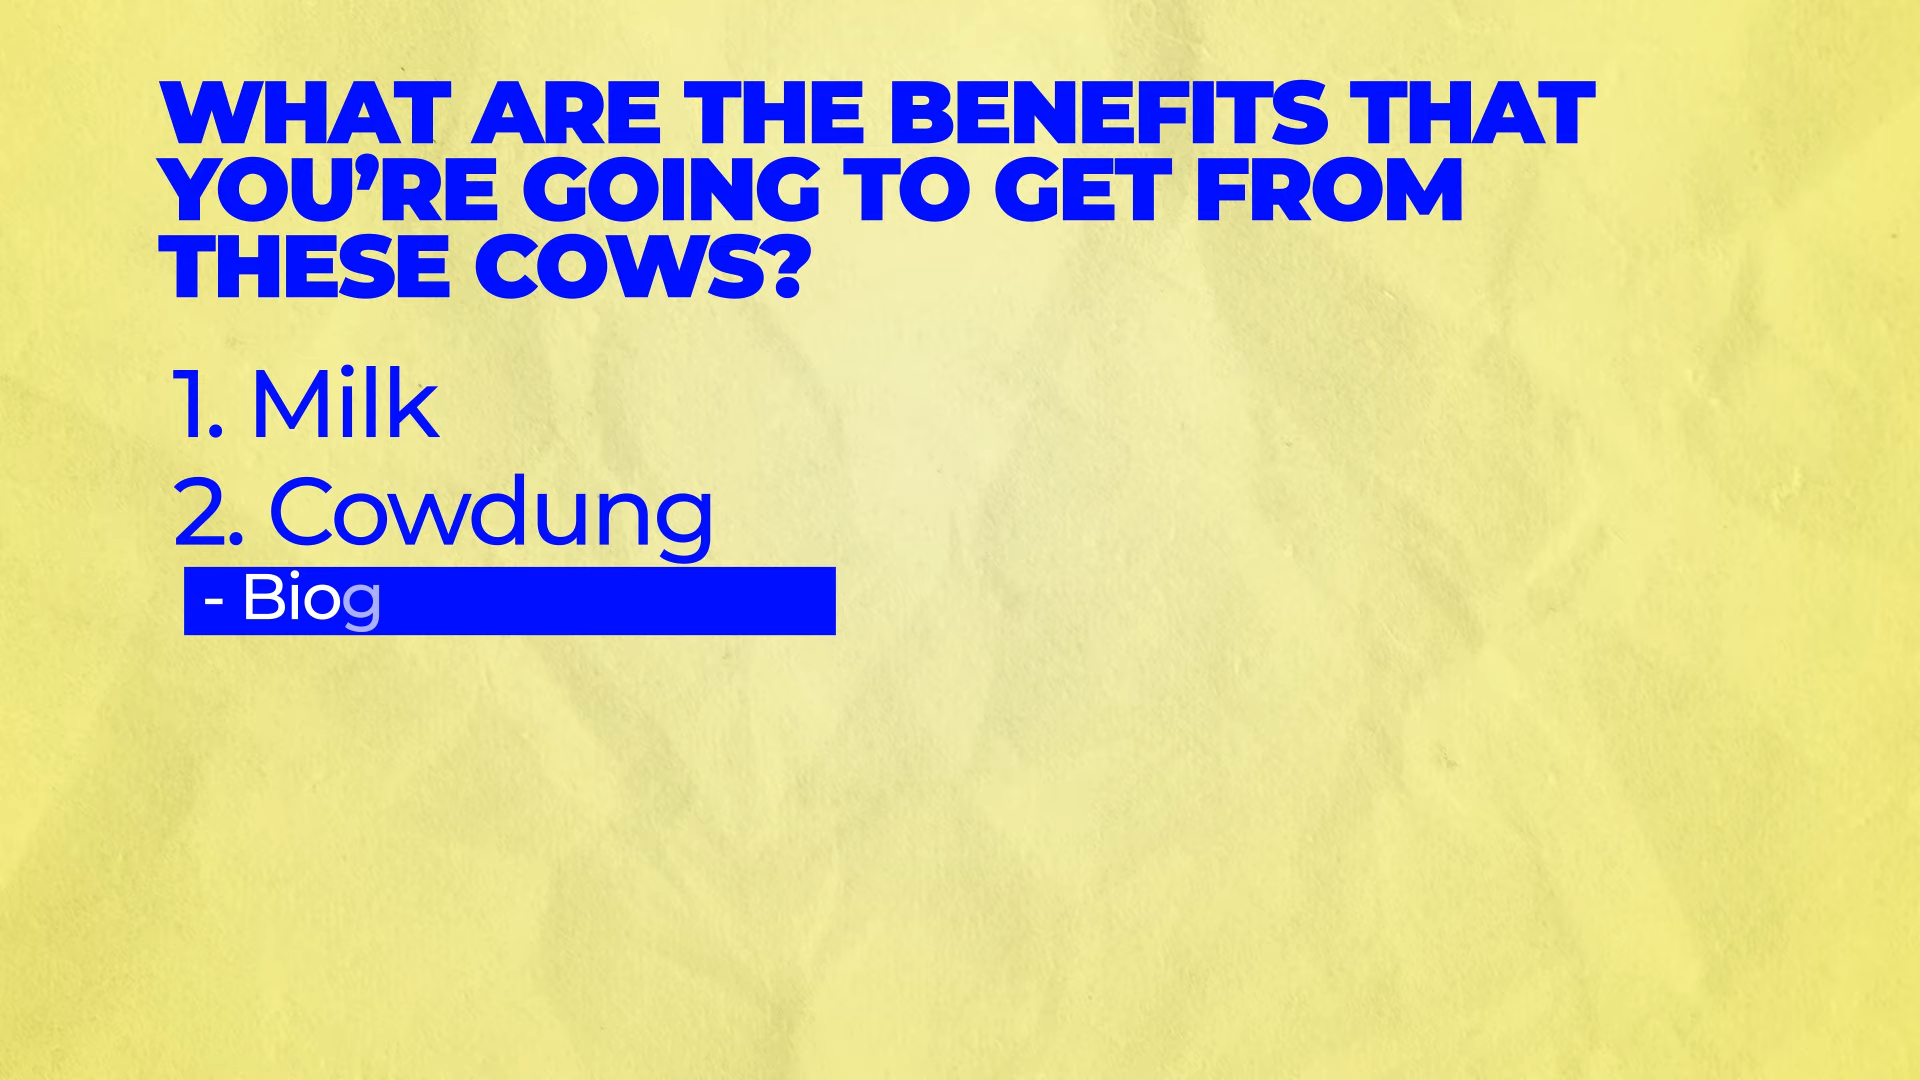 WHAT ARE THE BENEFITS THAT
YOU’RE GOING TO GET FROM
THESE COWS?
1. Milk
2. Cowdung
- Biog